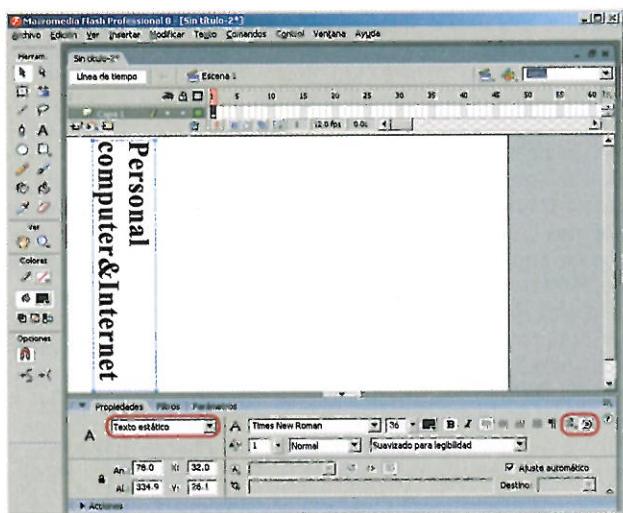 Macromedia Flash Professional 8 - [Sin título-2*]
Archivo Edición Ver Insertar Modificar Texto Comandos Control Ventana Ayuda
Herram.
Sin título-2*
Línea de tiempo
Escena 1
1 5 10 15 20 25 30 35 40 45 50 55 60
12.0 fps 0.0s
Personal
computer&Internet
Ver
Colores
Opciones
Propiedades Filtros Parámetros
Texto estático
A Times New Roman 36 B I
1 Normal Suavizado para legibilidad
An: 78.0 X: 32.0
Al: 334.9 Y: 26.1
Ajuste automático
Destino:
Acciones